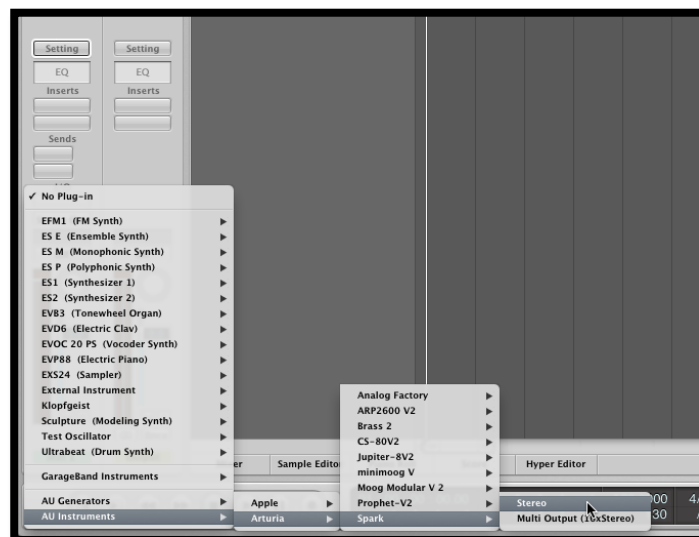 Setting
Setting
EQ
EQ
Inserts
Inserts
Sends
✓ No Plug-in
EFM1 (FM Synth)
ES E (Ensemble Synth)
ES M (Monophonic Synth)
ES P (Polyphonic Synth)
ES1 (Synthesizer 1)
ES2 (Synthesizer 2)
EVB3 (Tonewheel Organ)
EVD6 (Electric Clav)
EVOC 20 PS (Vocoder Synth)
EVP88 (Electric Piano)
EXS24 (Sampler)
External Instrument
Klopfgeist
Sculpture (Modeling Synth)
Test Oscillator
Ultrabeat (Drum Synth)
GarageBand Instruments
AU Generators
AU Instruments
Apple
Arturia
Analog Factory
ARP2600 V2
Brass 2
CS-80V2
Jupiter-8V2
minimoog V
Moog Modular V 2
Prophet-V2
Spark
Stereo
Multi Output (16xStereo)
Sample Editor
Hyper Editor